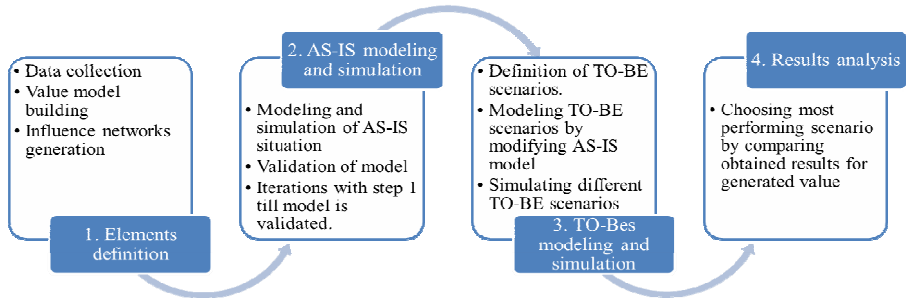 • Data collection
• Value model
building
• Influence networks
generation
1. Elements
definition
2. AS-IS modeling
and simulation
• Modeling and
simulation of AS-IS
situation
• Validation of model
• Iterations with step 1
till model is
validated.
• Definition of TO-BE
scenarios.
• Modeling TO-BE
scenarios by
modifying AS-IS
model
• Simulating different
TO-BE scenarios
3. TO-Bes
modeling and
simulation
4. Results analysis
• Choosing most
performing scenario
by comparing
obtained results for
generated value